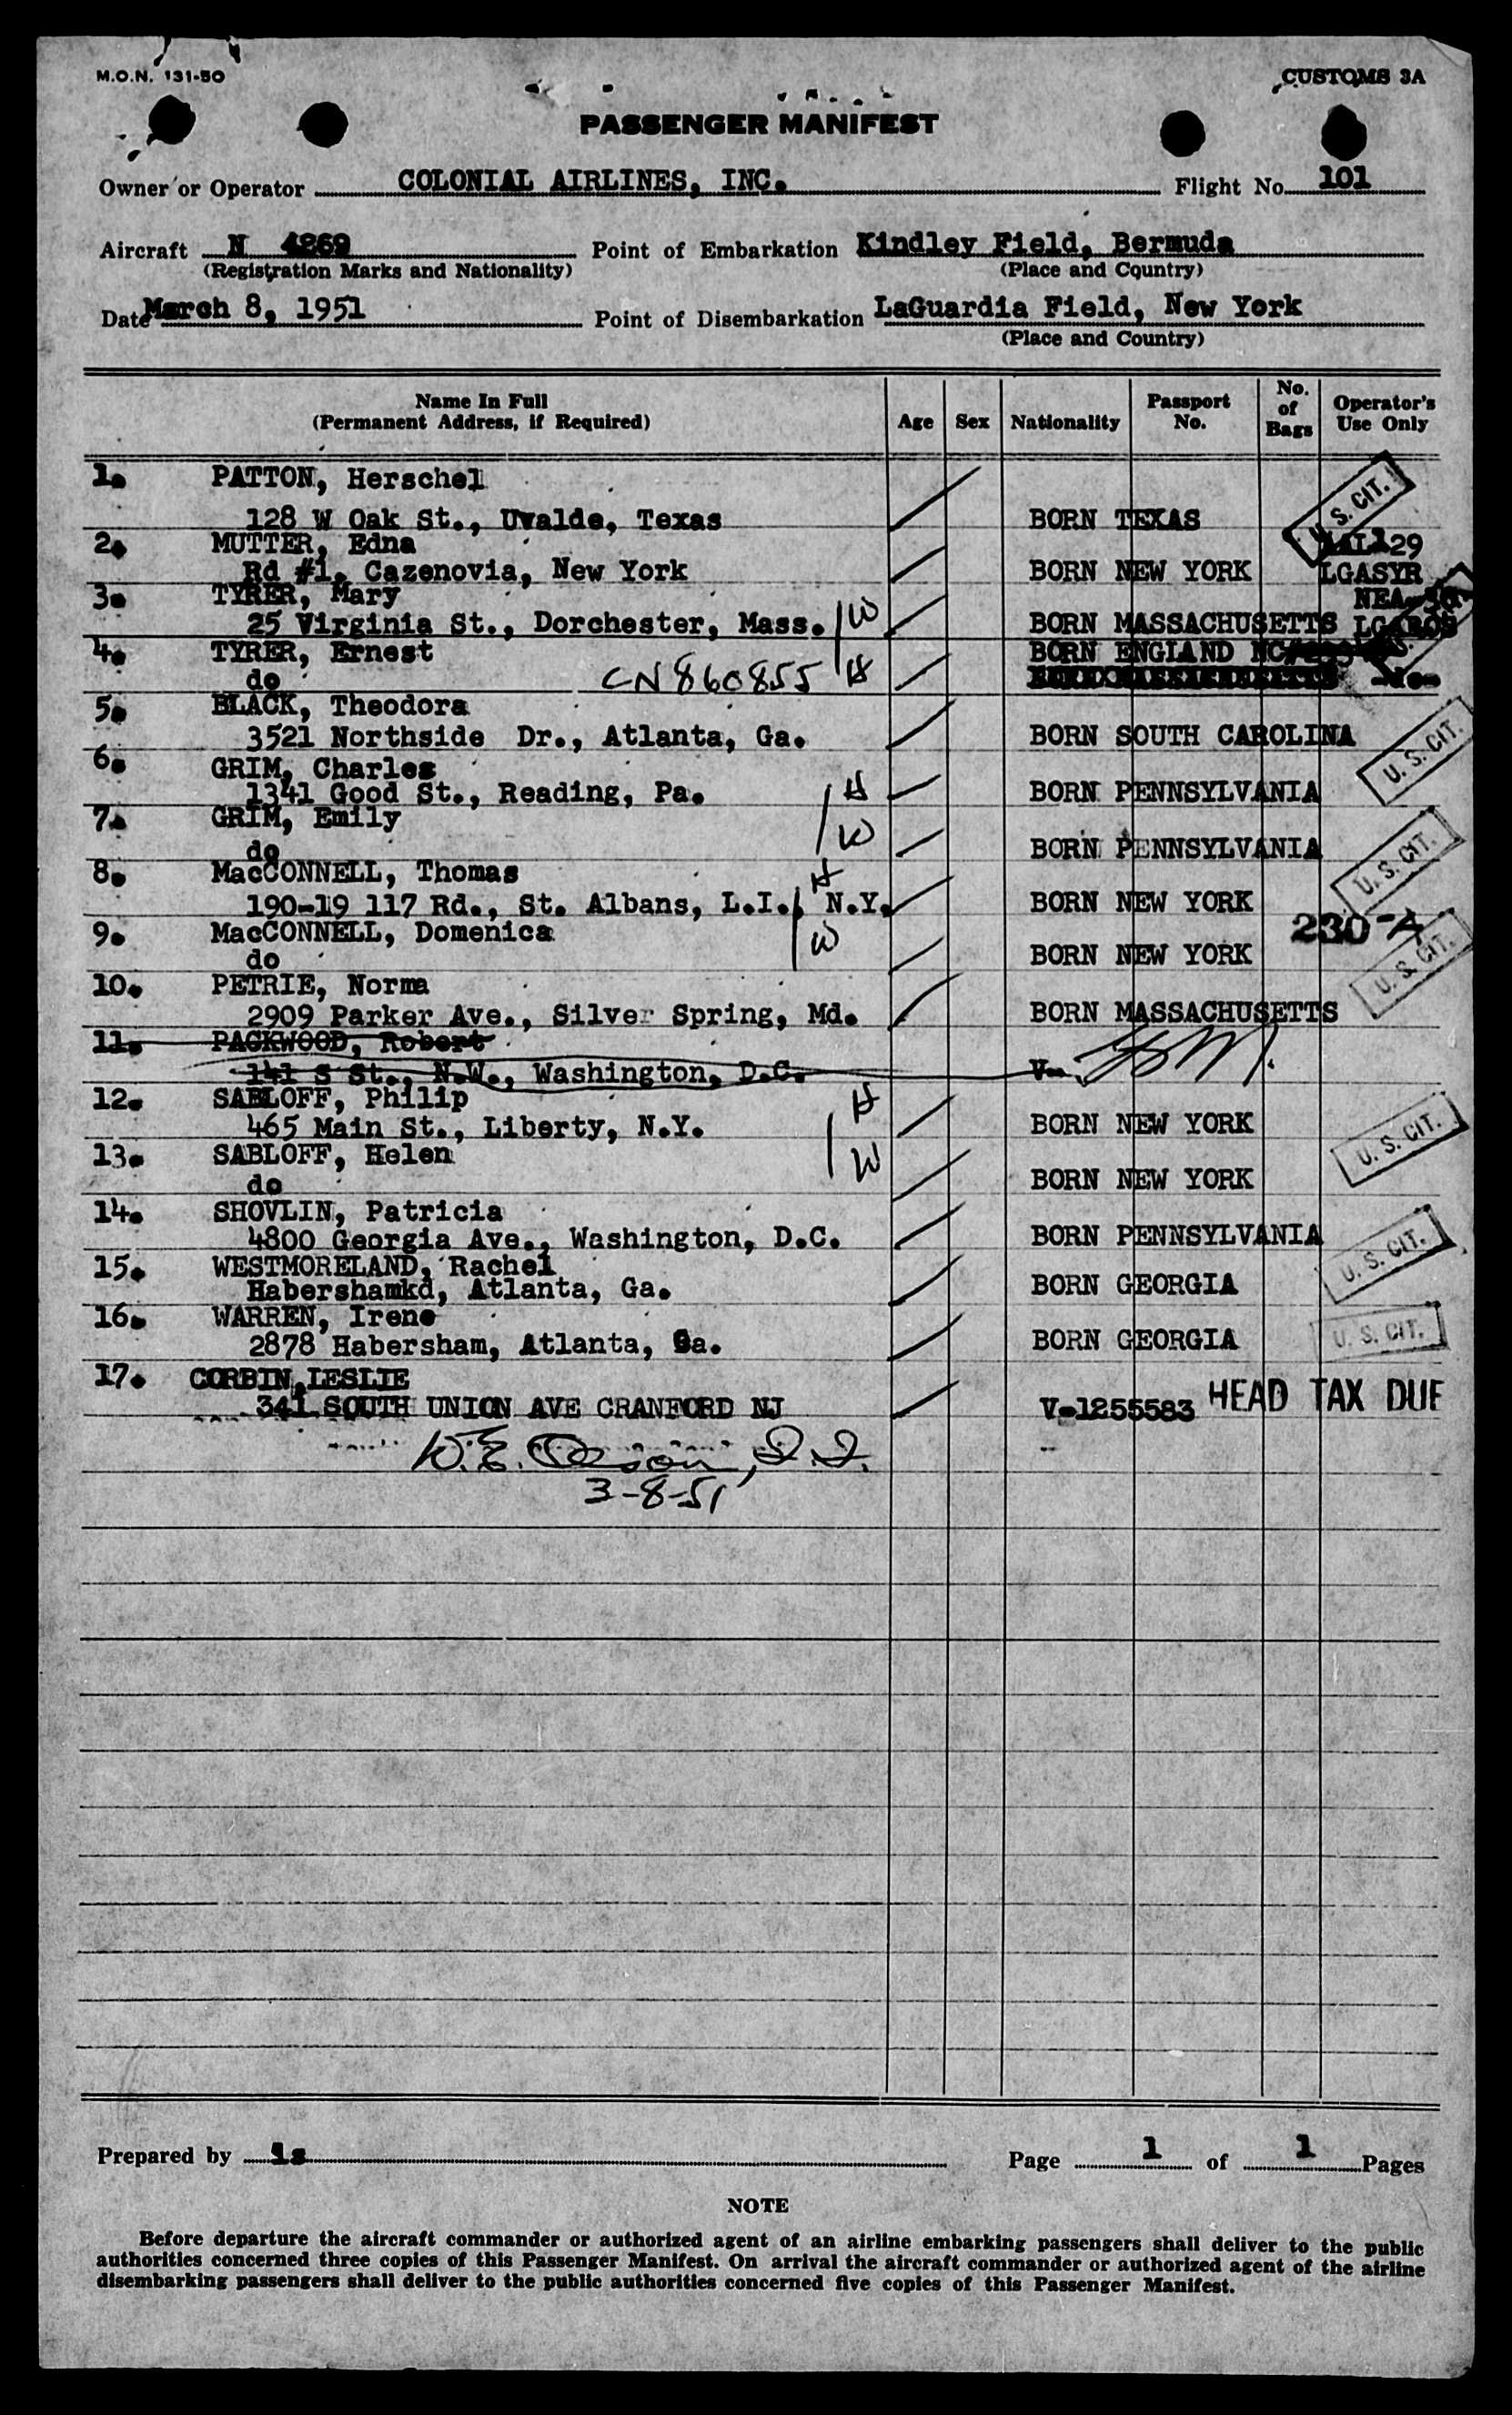 M.O.N. 131-50
CUSTOMS 3A
PASSENGER MANIFEST
Owner or Operator COLONIAL AIRLINES, INC. Flight No. 101
Aircraft N 4269 Point of Embarkation Kindley Field, Bermuda
(Registration Marks and Nationality) (Place and Country)
Date March 8, 1951 Point of Disembarkation LaGuardia Field, New York
(Place and Country)
Name In Full (Permanent Address, if Required) Age Sex Nationality Passport No. No. of Bags Operator's Use Only
1. PATTON, Herschel
128 W Oak St., Uvalde, Texas BORN TEXAS U. S. CIT.
2. MUTTER, Edna
Rd #1, Cazenovia, New York BORN NEW YORK LGASYR
3. TYRER, Mary
25 Virginia St., Dorchester, Mass. W BORN MASSACHUSETTS
4. TYRER, Ernest BORN ENGLAND
do CN 860855 H
5. BLACK, Theodora
3521 Northside Dr., Atlanta, Ga. BORN SOUTH CAROLINA U. S. CIT.
6. GRIM, Charles
1341 Good St., Reading, Pa. H BORN PENNSYLVANIA
7. GRIM, Emily W
do BORN PENNSYLVANIA U. S. CIT.
8. MacCONNELL, Thomas H
190-19 117 Rd., St. Albans, L.I., N.Y. BORN NEW YORK
9. MacCONNELL, Domenica W 230-A
do BORN NEW YORK U. S. CIT.
10. PETRIE, Norma
2909 Parker Ave., Silver Spring, Md. BORN MASSACHUSETTS
11. PACKWOOD, Robert
141 S St., N.W., Washington, D.C. V-
12. SABLOFF, Philip H
465 Main St., Liberty, N.Y. BORN NEW YORK U. S. CIT.
13. SABLOFF, Helen W
do BORN NEW YORK
14. SHOVLIN, Patricia
4800 Georgia Ave., Washington, D.C. BORN PENNSYLVANIA U. S. CIT.
15. WESTMORELAND, Rachel
Habershamkd, Atlanta, Ga. BORN GEORGIA
16. WARREN, Irene
2878 Habersham, Atlanta, Ga. BORN GEORGIA U. S. CIT.
17. CORBIN, LESLIE
341 SOUTH UNION AVE CRANFORD NJ V-1255583 HEAD TAX DUE
W.E.
3-8-51
Prepared by ls Page 1 of 1 Pages
NOTE
Before departure the aircraft commander or authorized agent of an airline embarking passengers shall deliver to the public
authorities concerned three copies of this Passenger Manifest. On arrival the aircraft commander or authorized agent of the airline
disembarking passengers shall deliver to the public authorities concerned five copies of this Passenger Manifest.